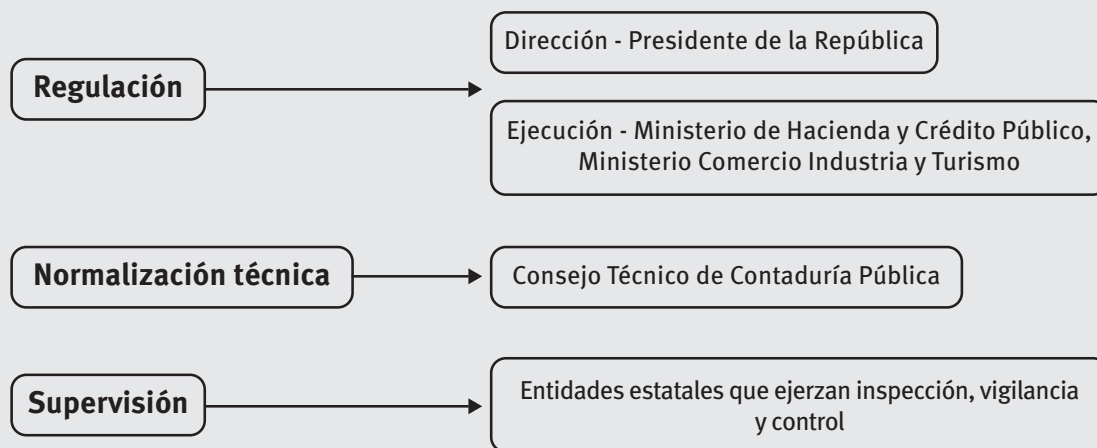 Regulación
Dirección - Presidente de la República
Ejecución - Ministerio de Hacienda y Crédito Público,
Ministerio Comercio Industria y Turismo
Normalización técnica
Consejo Técnico de Contaduría Pública
Supervisión
Entidades estatales que ejerzan inspección, vigilancia
y control